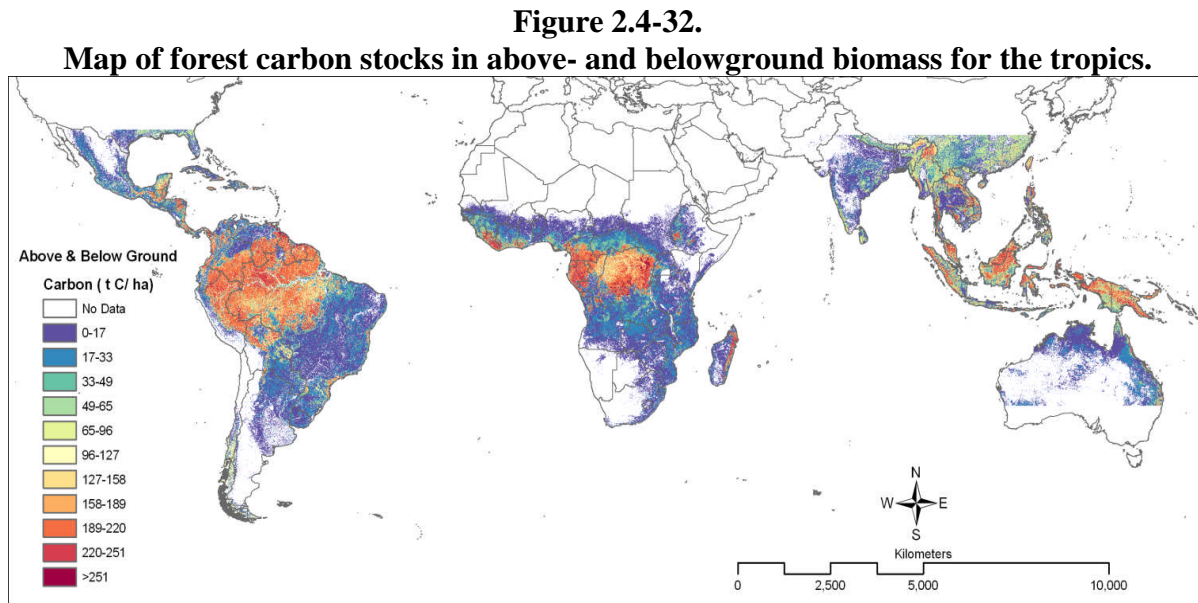 Figure 2.4-32.
Map of forest carbon stocks in above- and belowground biomass for the tropics.
Above & Below Ground
Carbon ( t C/ ha)
No Data
0-17
17-33
33-49
49-65
65-96
96-127
127-158
158-189
189-220
220-251
>251
N
W E
S
Kilometers
0 2,500 5,000 10,000